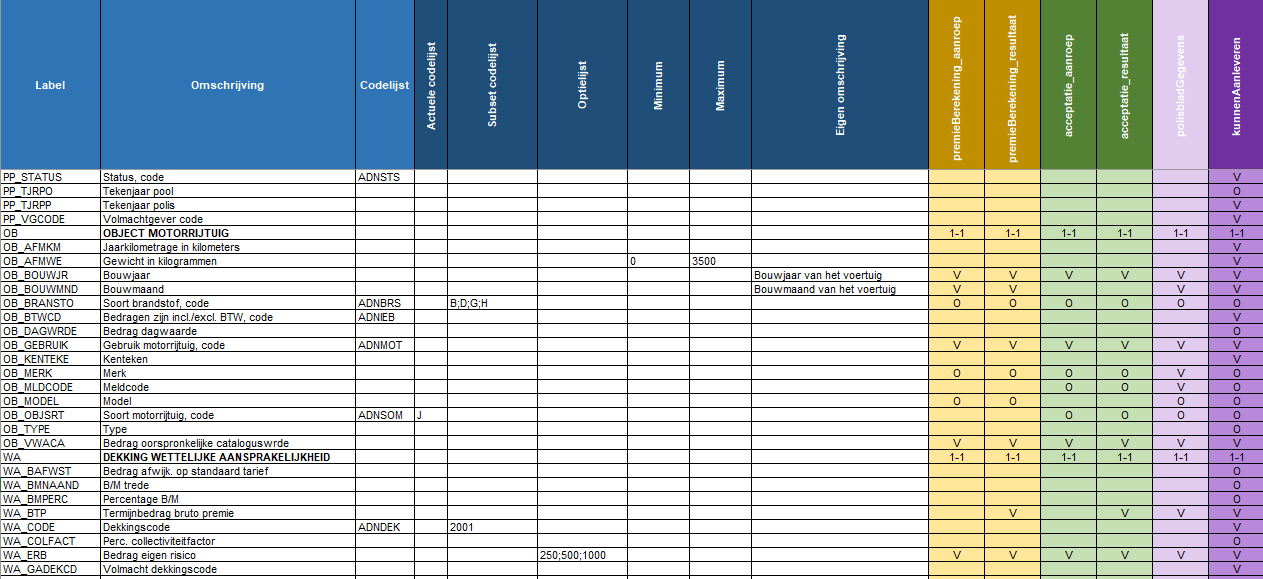 Label Omschrijving Codelijst Actuele codelijst Subset codelijst Optielijst Minimum Maximum Eigen omschrijving premieBerekening_aanroep premieBerekening_resultaat acceptatie_aanroep acceptatie_resultaat polisbladGegevens kunnenAanleveren
PP_STATUS Status, code ADNSTS V
PP_TJRPO Tekenjaar pool O
PP_TJRPP Tekenjaar polis V
PP_VGCODE Volmachtgever code V
OB OBJECT MOTORRIJTUIG 1-1 1-1 1-1 1-1 1-1 1-1
OB_AFMKM Jaarkilometrage in kilometers V
OB_AFMWE Gewicht in kilogrammen 0 3500 V
OB_BOUWJR Bouwjaar Bouwjaar van het voertuig V V V V V V
OB_BOUWMND Bouwmaand Bouwmaand van het voertuig V V V V
OB_BRANSTO Soort brandstof, code ADNBRS B;D;G;H O O O O O O
OB_BTWCD Bedragen zijn incl./excl. BTW, code ADNIEB V
OB_DAGWRDE Bedrag dagwaarde O
OB_GEBRUIK Gebruik motorrijtuig, code ADNMOT V V V V V V
OB_KENTEKE Kenteken V
OB_MERK Merk O O O O V O
OB_MLDCODE Meldcode O O V O
OB_MODEL Model O O O O
OB_OBJSRT Soort motorrijtuig, code ADNSOM J O O O O
OB_TYPE Type O
OB_VWACA Bedrag oorspronkelijke cataloguswrde V V V V V V
WA DEKKING WETTELIJKE AANSPRAKELIJKHEID 1-1 1-1 1-1 1-1 1-1 1-1
WA_BAFWST Bedrag afwijk. op standaard tarief O
WA_BMNAAND B/M trede O
WA_BMPERC Percentage B/M O
WA_BTP Termijnbedrag bruto premie V V V V
WA_CODE Dekkingscode ADNDEK 2001 V
WA_COLFACT Perc. collectiviteitfactor O
WA_ERB Bedrag eigen risico 250;500;1000 V V V V V V
WA_GADEKCD Volmacht dekkingscode V